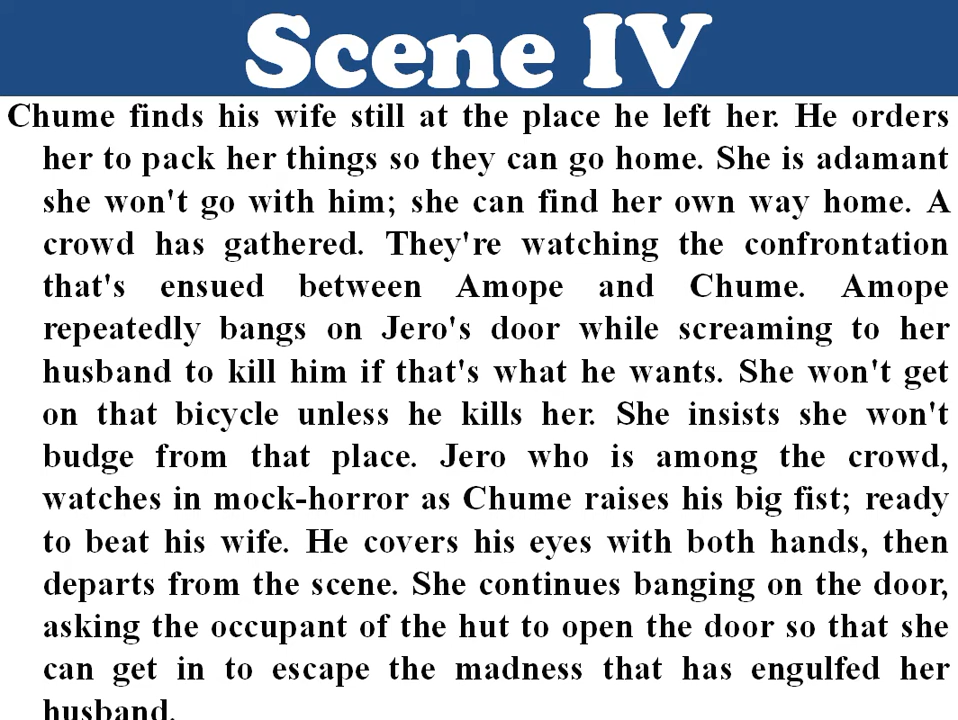 Scene IV
Chume finds his wife still at the place he left her. He orders
her to pack her things so they can go home. She is adamant
she won't go with him; she can find her own way home. A
crowd has gathered. They're watching the confrontation
that's ensued between Amope and Chume. Amope
repeatedly bangs on Jero's door while screaming to her
husband to kill him if that's what he wants. She won't get
on that bicycle unless he kills her. She insists she won't
budge from that place. Jero who is among the crowd,
watches in mock-horror as Chume raises his big fist; ready
to beat his wife. He covers his eyes with both hands, then
departs from the scene. She continues banging on the door,
asking the occupant of the hut to open the door so that she
can get in to escape the madness that has engulfed her
husband.